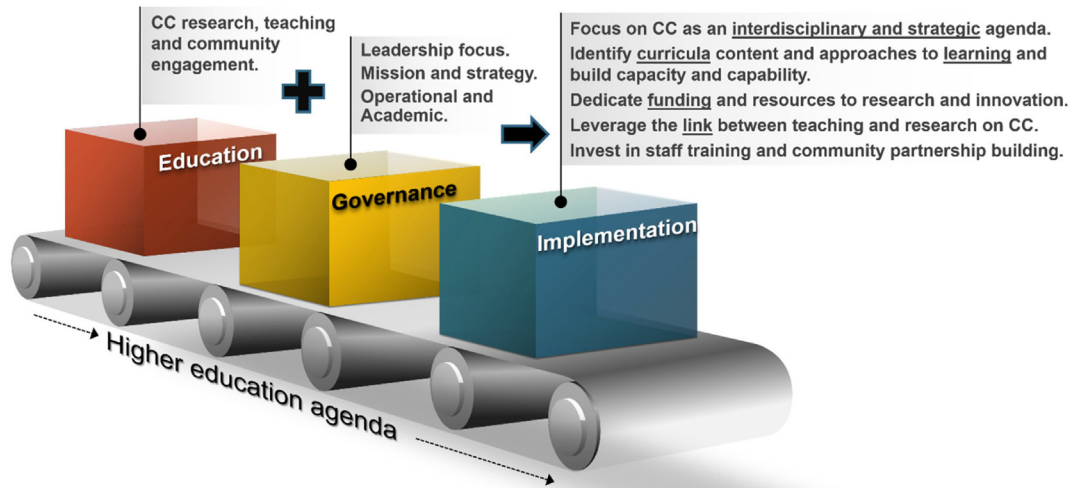 CC research, teaching
and community
engagement.
Leadership focus.
Mission and strategy.
Operational and
Academic.
Focus on CC as an interdisciplinary and strategic agenda.
Identify curricula content and approaches to learning and
build capacity and capability.
Dedicate funding and resources to research and innovation.
Leverage the link between teaching and research on CC.
Invest in staff training and community partnership building.
Education
Governance
Implementation
Higher education agenda